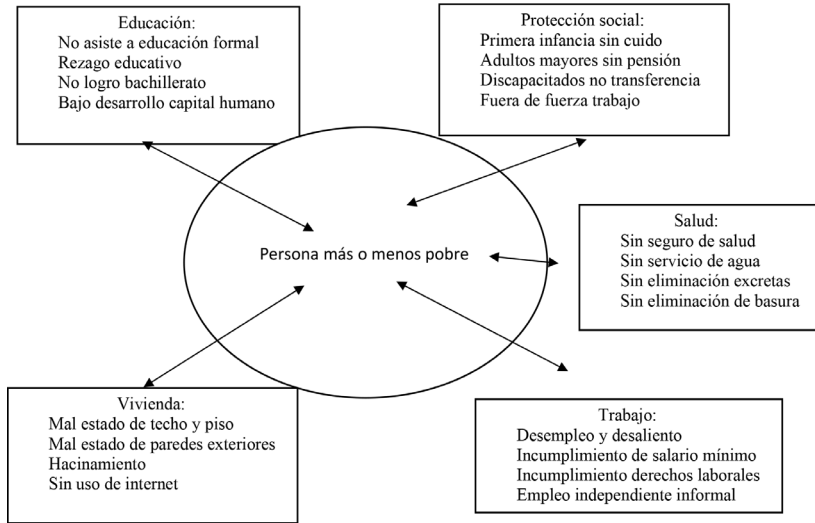 Educación:
No asiste a educación formal
Rezago educativo
No logro bachillerato
Bajo desarrollo capital humano
Protección social:
Primera infancia sin cuido
Adultos mayores sin pensión
Discapacitados no transferencia
Fuera de fuerza trabajo
Persona más o menos pobre
Salud:
Sin seguro de salud
Sin servicio de agua
Sin eliminación excretas
Sin eliminación de basura
Vivienda:
Mal estado de techo y piso
Mal estado de paredes exteriores
Hacinamiento
Sin uso de internet
Trabajo:
Desempleo y desaliento
Incumplimiento de salario mínimo
Incumplimiento derechos laborales
Empleo independiente informal